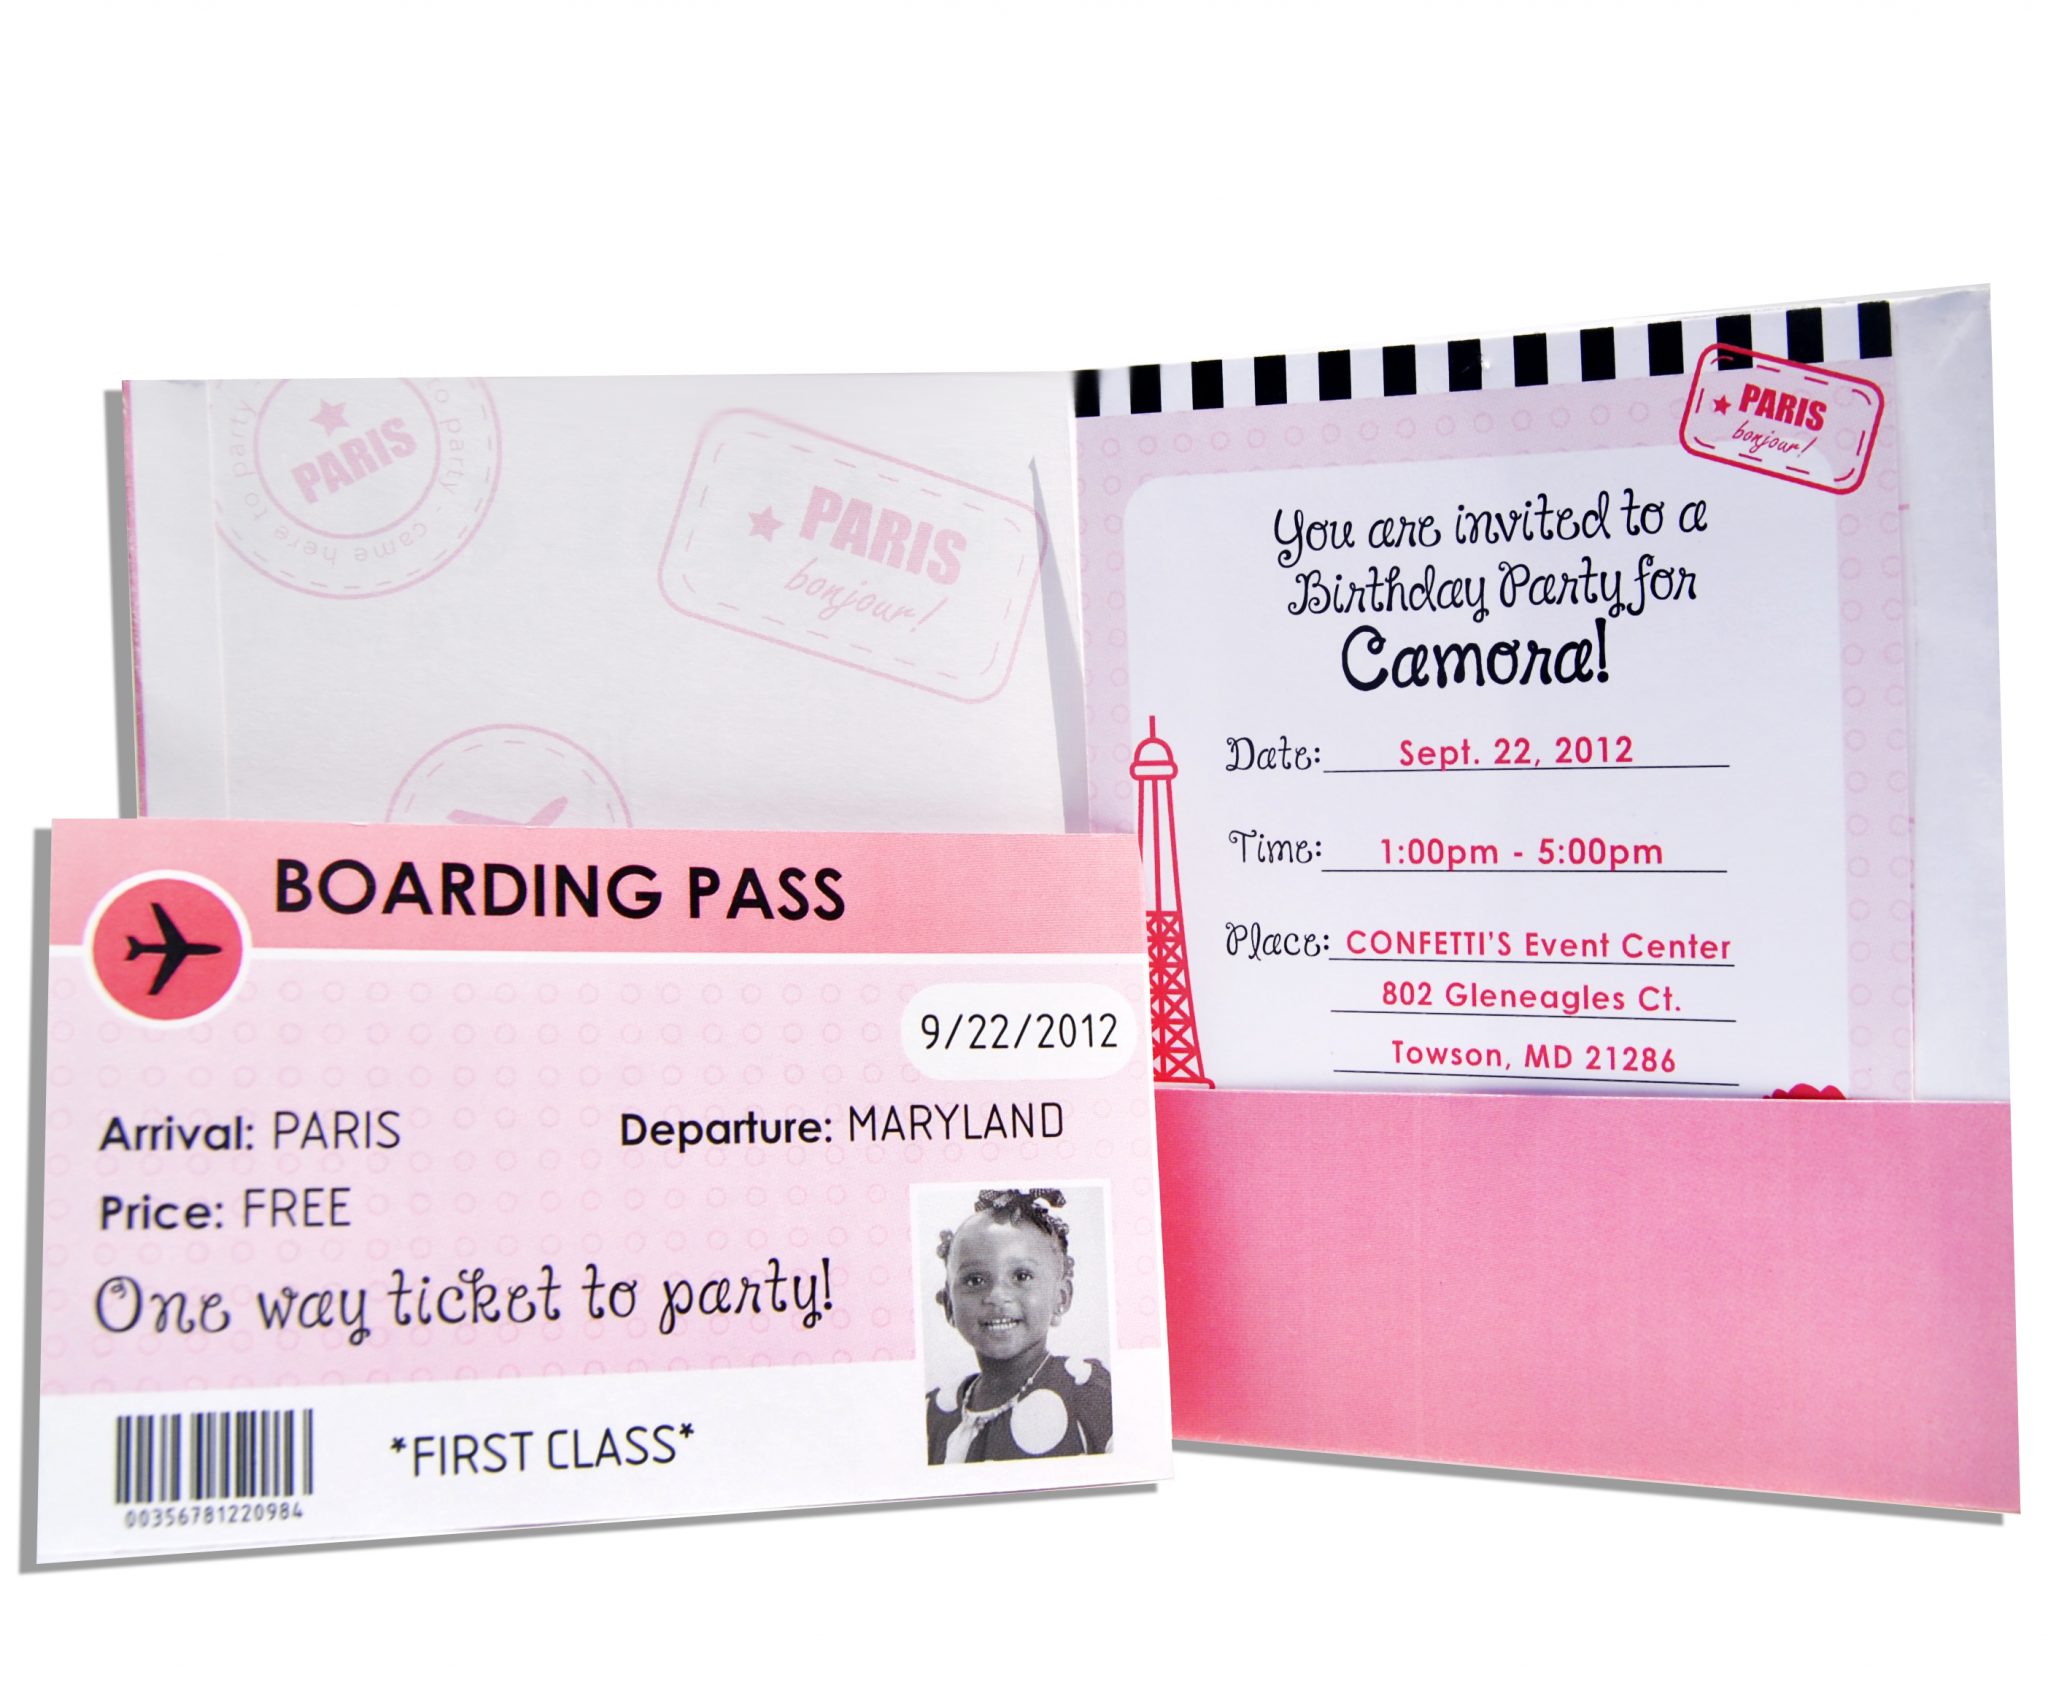 to party -
came here
to party -
PARIS
PARIS
bonjour!
PARIS
bonjour!
You are invited to a
Birthday Party for
Camora!
Date: Sept. 22, 2012
Time: 1:00pm - 5:00pm
Place: CONFETTI'S Event Center
802 Gleneagles Ct.
Towson, MD 21286
BOARDING PASS
9/22/2012
Arrival: PARIS Departure: MARYLAND
Price: FREE
One way ticket to party!
*FIRST CLASS*
00356781220984